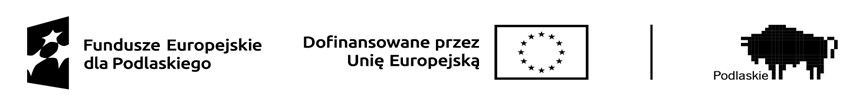 Fundusze Europejskie
dla Podlaskiego
Dofinansowane przez
Unię Europejską
Podlaskie